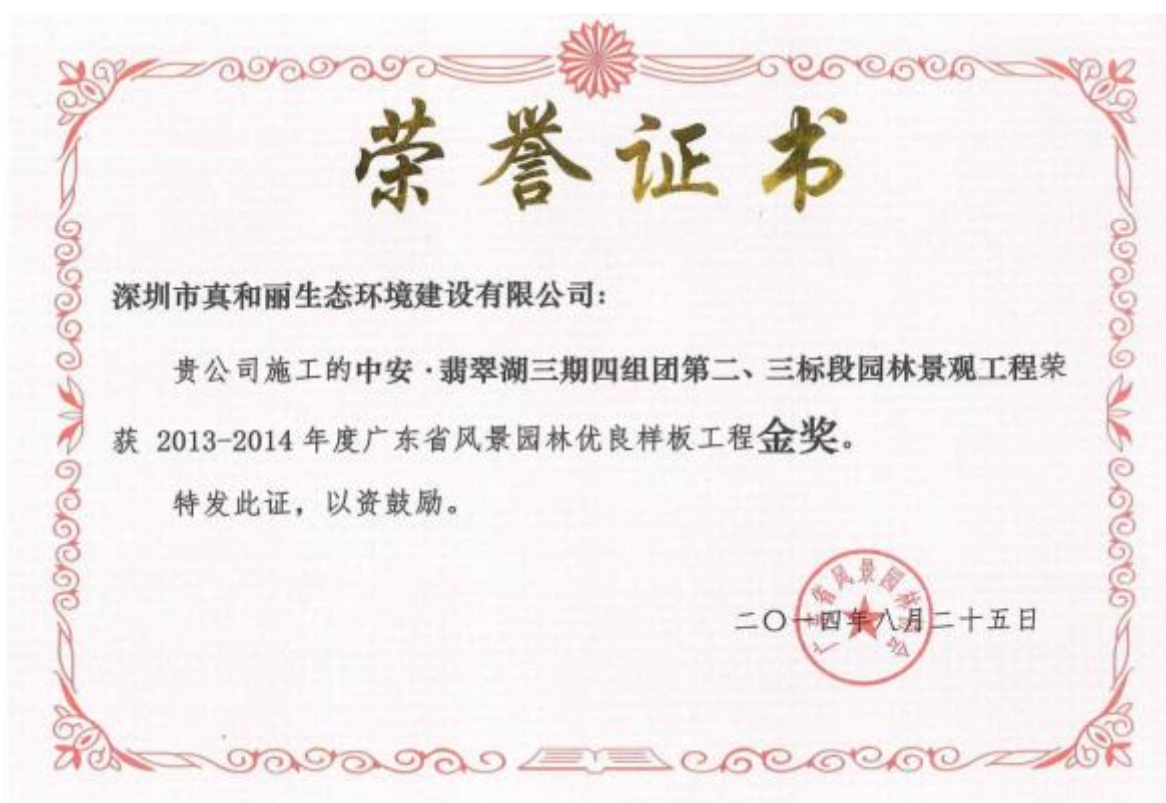 荣誉证书
深圳市真和丽生态环境建设有限公司：
贵公司施工的中安·翡翠湖三期四组团第二、三标段园林景观工程荣
获 2013-2014 年度广东省风景园林优良样板工程金奖。
特发此证，以资鼓励。
二〇一四年八月二十五日